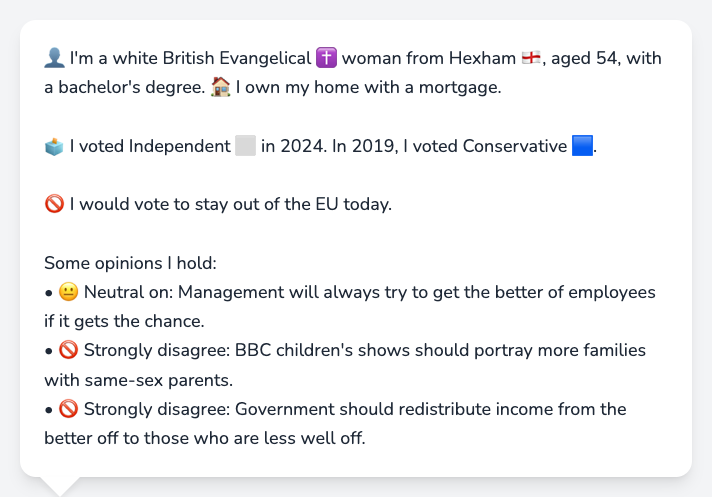 👤 I'm a white British Evangelical ✝️ woman from Hexham 🏴󠁧󠁢󠁥󠁮󠁧󠁿, aged 54, with
a bachelor's degree. 🏠 I own my home with a mortgage.
🗳️ I voted Independent ⬜ in 2024. In 2019, I voted Conservative 🟦.
🚫 I would vote to stay out of the EU today.
Some opinions I hold:
• 😐 Neutral on: Management will always try to get the better of employees
if it gets the chance.
• 🚫 Strongly disagree: BBC children's shows should portray more families
with same-sex parents.
• 🚫 Strongly disagree: Government should redistribute income from the
better off to those who are less well off.